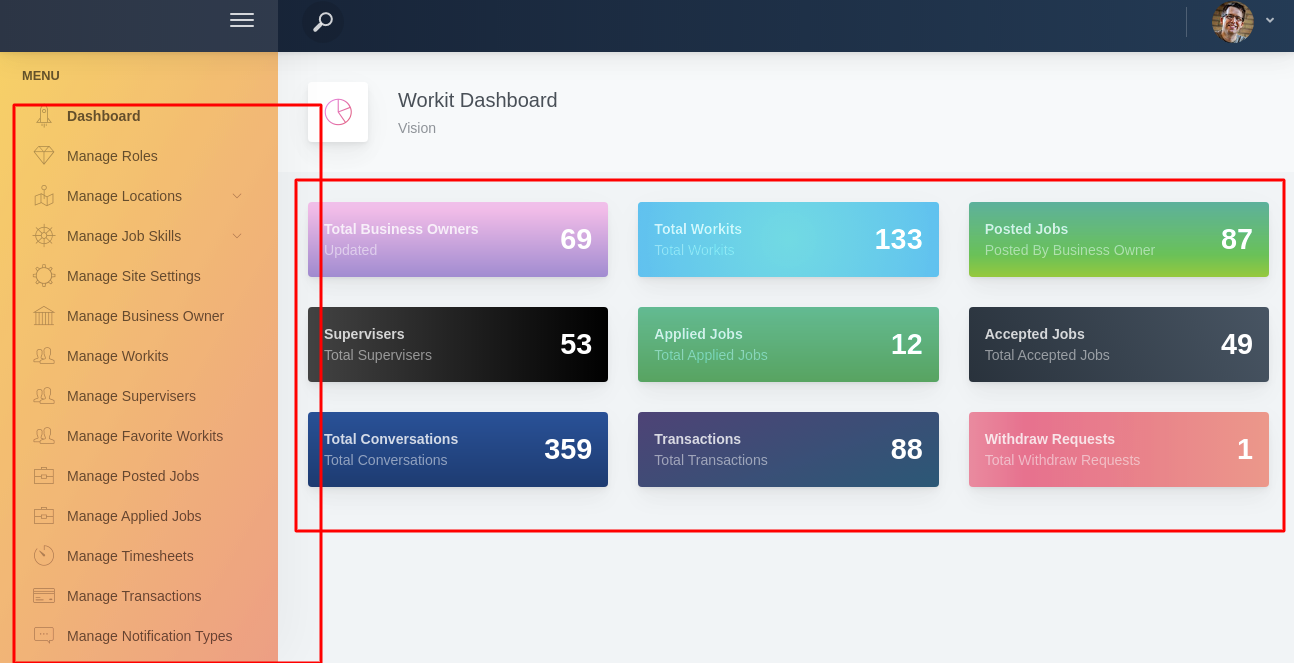 MENU
Dashboard
Manage Roles
Manage Locations
Manage Job Skills
Manage Site Settings
Manage Business Owner
Manage Workits
Manage Supervisers
Manage Favorite Workits
Manage Posted Jobs
Manage Applied Jobs
Manage Timesheets
Manage Transactions
Manage Notification Types
Workit Dashboard
Vision
Total Business Owners
Updated
69
Total Workits
Total Workits
133
Posted Jobs
Posted By Business Owner
87
Supervisers
Total Supervisers
53
Applied Jobs
Total Applied Jobs
12
Accepted Jobs
Total Accepted Jobs
49
Total Conversations
Total Conversations
359
Transactions
Total Transactions
88
Withdraw Requests
Total Withdraw Requests
1